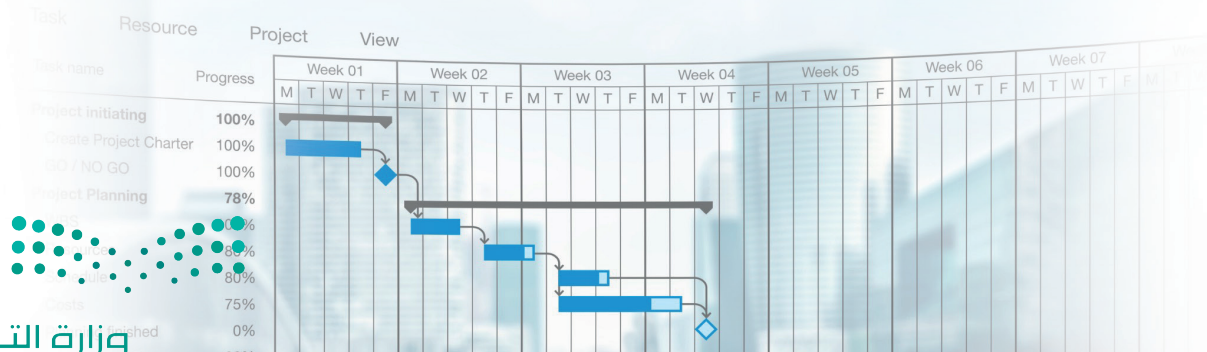 Task Resource Project View
Task name Progress Week 01 Week 02 Week 03 Week 04 Week 05 Week 06 Week 07
M T W T F M T W T F M T W T F M T W T F M T W T F M T W T F M T W T F M
Project initiating 100%
Create Project Charter 100%
GO / NO GO 100%
Project Planning 78%
80%
80%
Costs 75%
finished 0%
وزارة